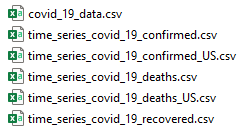 covid_19_data.csv
time_series_covid_19_confirmed.csv
time_series_covid_19_confirmed_US.csv
time_series_covid_19_deaths.csv
time_series_covid_19_deaths_US.csv
time_series_covid_19_recovered.csv